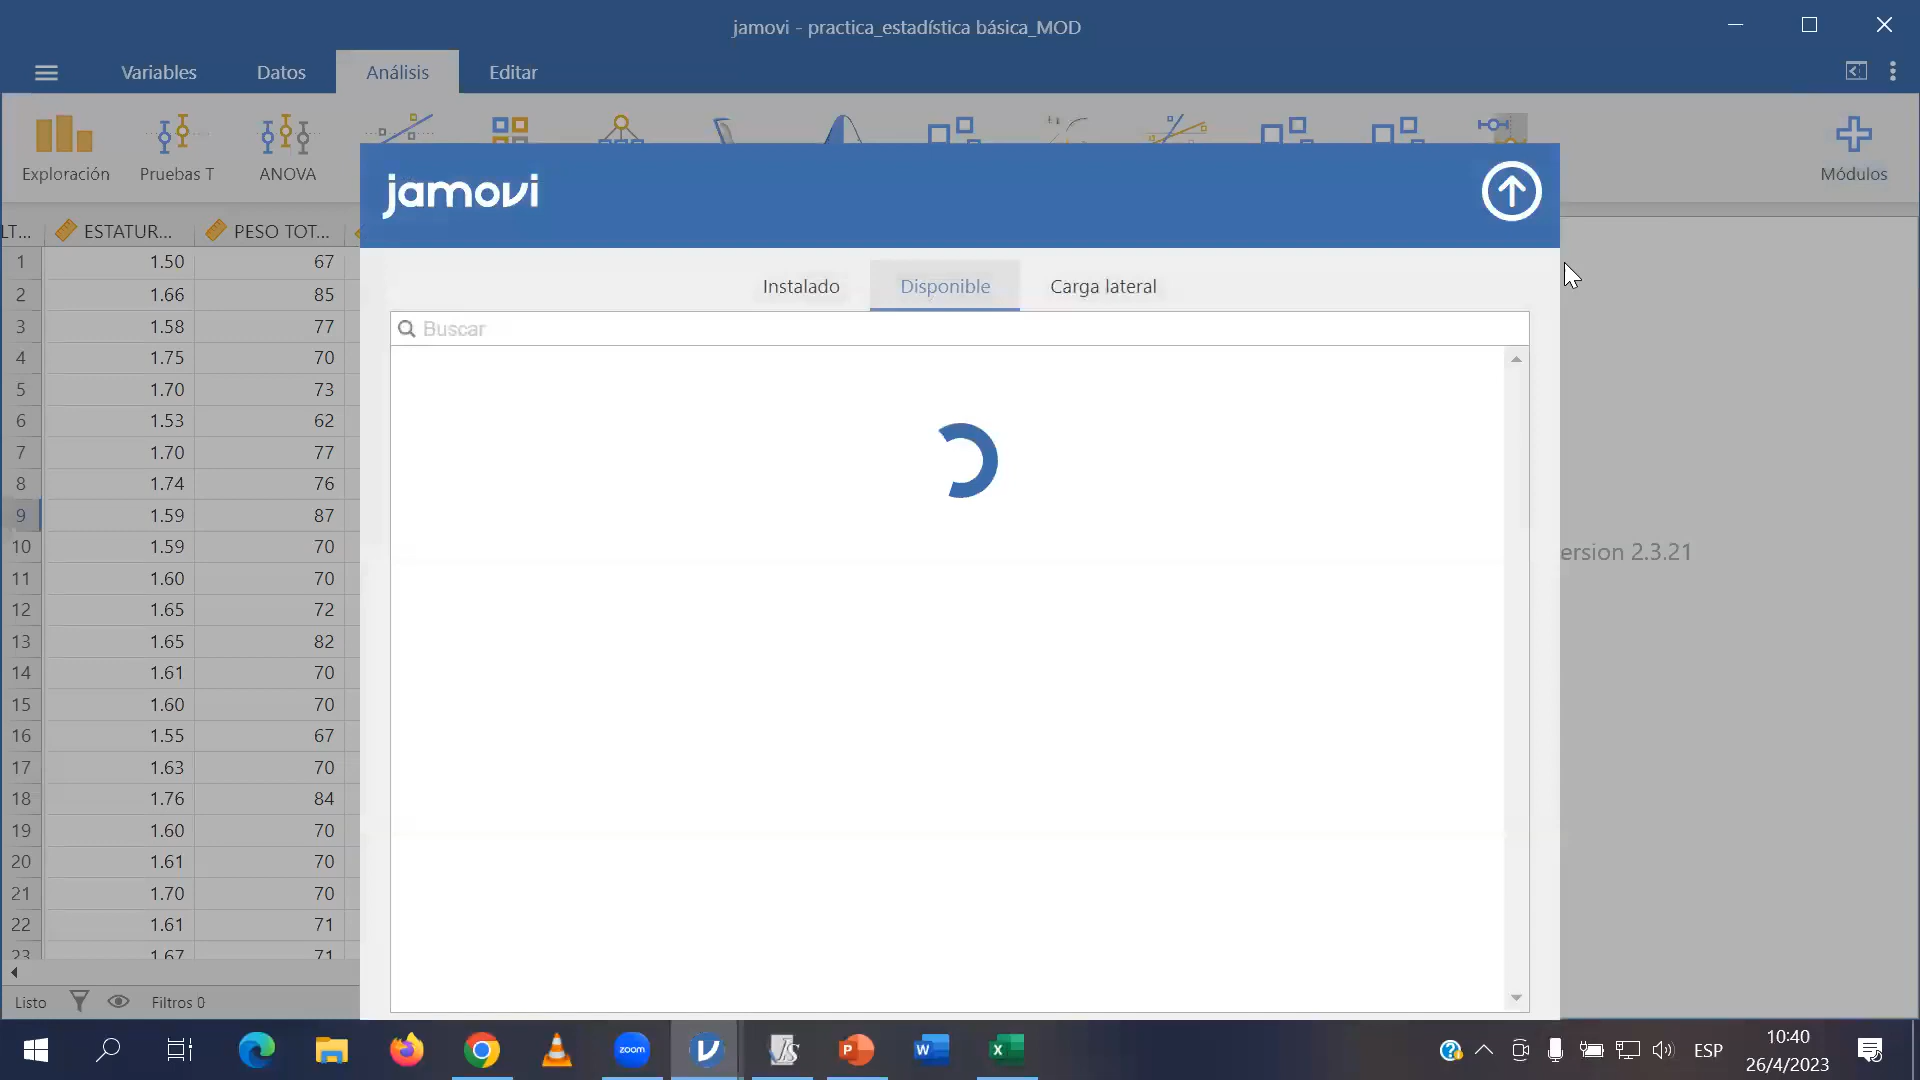 jamovi - practica_estadística básica_MOD
Variables
Datos
Análisis
Editar
Exploración
Pruebas T
ANOVA
Módulos
jamovi
LT...
ESTATUR...
PESO TOT...
Instalado
Disponible
Carga lateral
Buscar
1 1.50 67
2 1.66 85
3 1.58 77
4 1.75 70
5 1.70 73
6 1.53 62
7 1.70 77
8 1.74 76
9 1.59 87
10 1.59 70
11 1.60 70
12 1.65 72
13 1.65 82
14 1.61 70
15 1.60 70
16 1.55 67
17 1.63 70
18 1.76 84
19 1.60 70
20 1.61 70
21 1.70 70
22 1.61 71
23 1.67 71
ersion 2.3.21
Listo
Filtros 0
zoom
ESP
10:40
26/4/2023